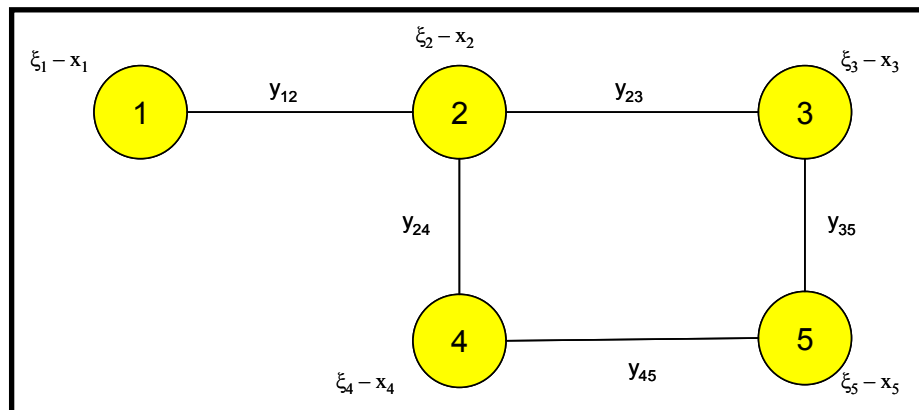 ξ₂ – x₂
ξ₁ – x₁
ξ₃ – x₃
y₁₂
y₂₃
1
2
3
y₂₄
y₃₅
4
5
y₄₅
ξ₄ – x₄
ξ₅ – x₅